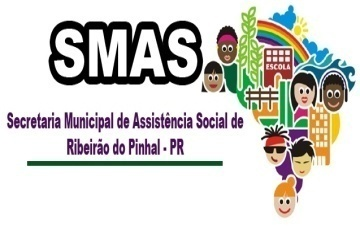 SMAS
ESCOLA
Secretaria Municipal de Assistência Social de
Ribeirão do Pinhal - PR